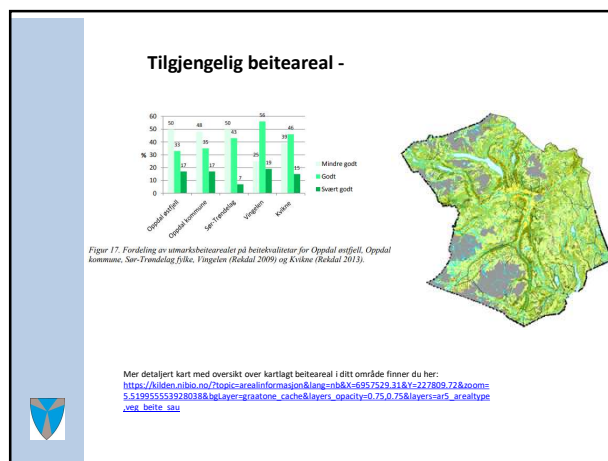 Tilgjengelig beiteareal -
60
50
40
30
20
10
0
%
50
33
17
48
35
17
50
43
7
25
56
19
39
46
15
Oppdal østfjell
Oppdal kommune
Sør-Trøndelag
Vingelen
Kvikne
Mindre godt
Godt
Svært godt
Figur 17. Fordeling av utmarksbeitearealet på beitekvalitetar for Oppdal østfjell, Oppdal
kommune, Sør-Trøndelag fylke, Vingelen (Rekdal 2009) og Kvikne (Rekdal 2013).
Mer detaljert kart med oversikt over kartlagt beiteareal i ditt område finner du her:
https://kilden.nibio.no/?topic=arealinformasjon&lang=nb&X=6957529.31&Y=227809.72&zoom=
5.519955553928038&bgLayer=graatone_cache&layers_opacity=0.75,0.75&layers=ar5_arealtype
,veg_beite_sau